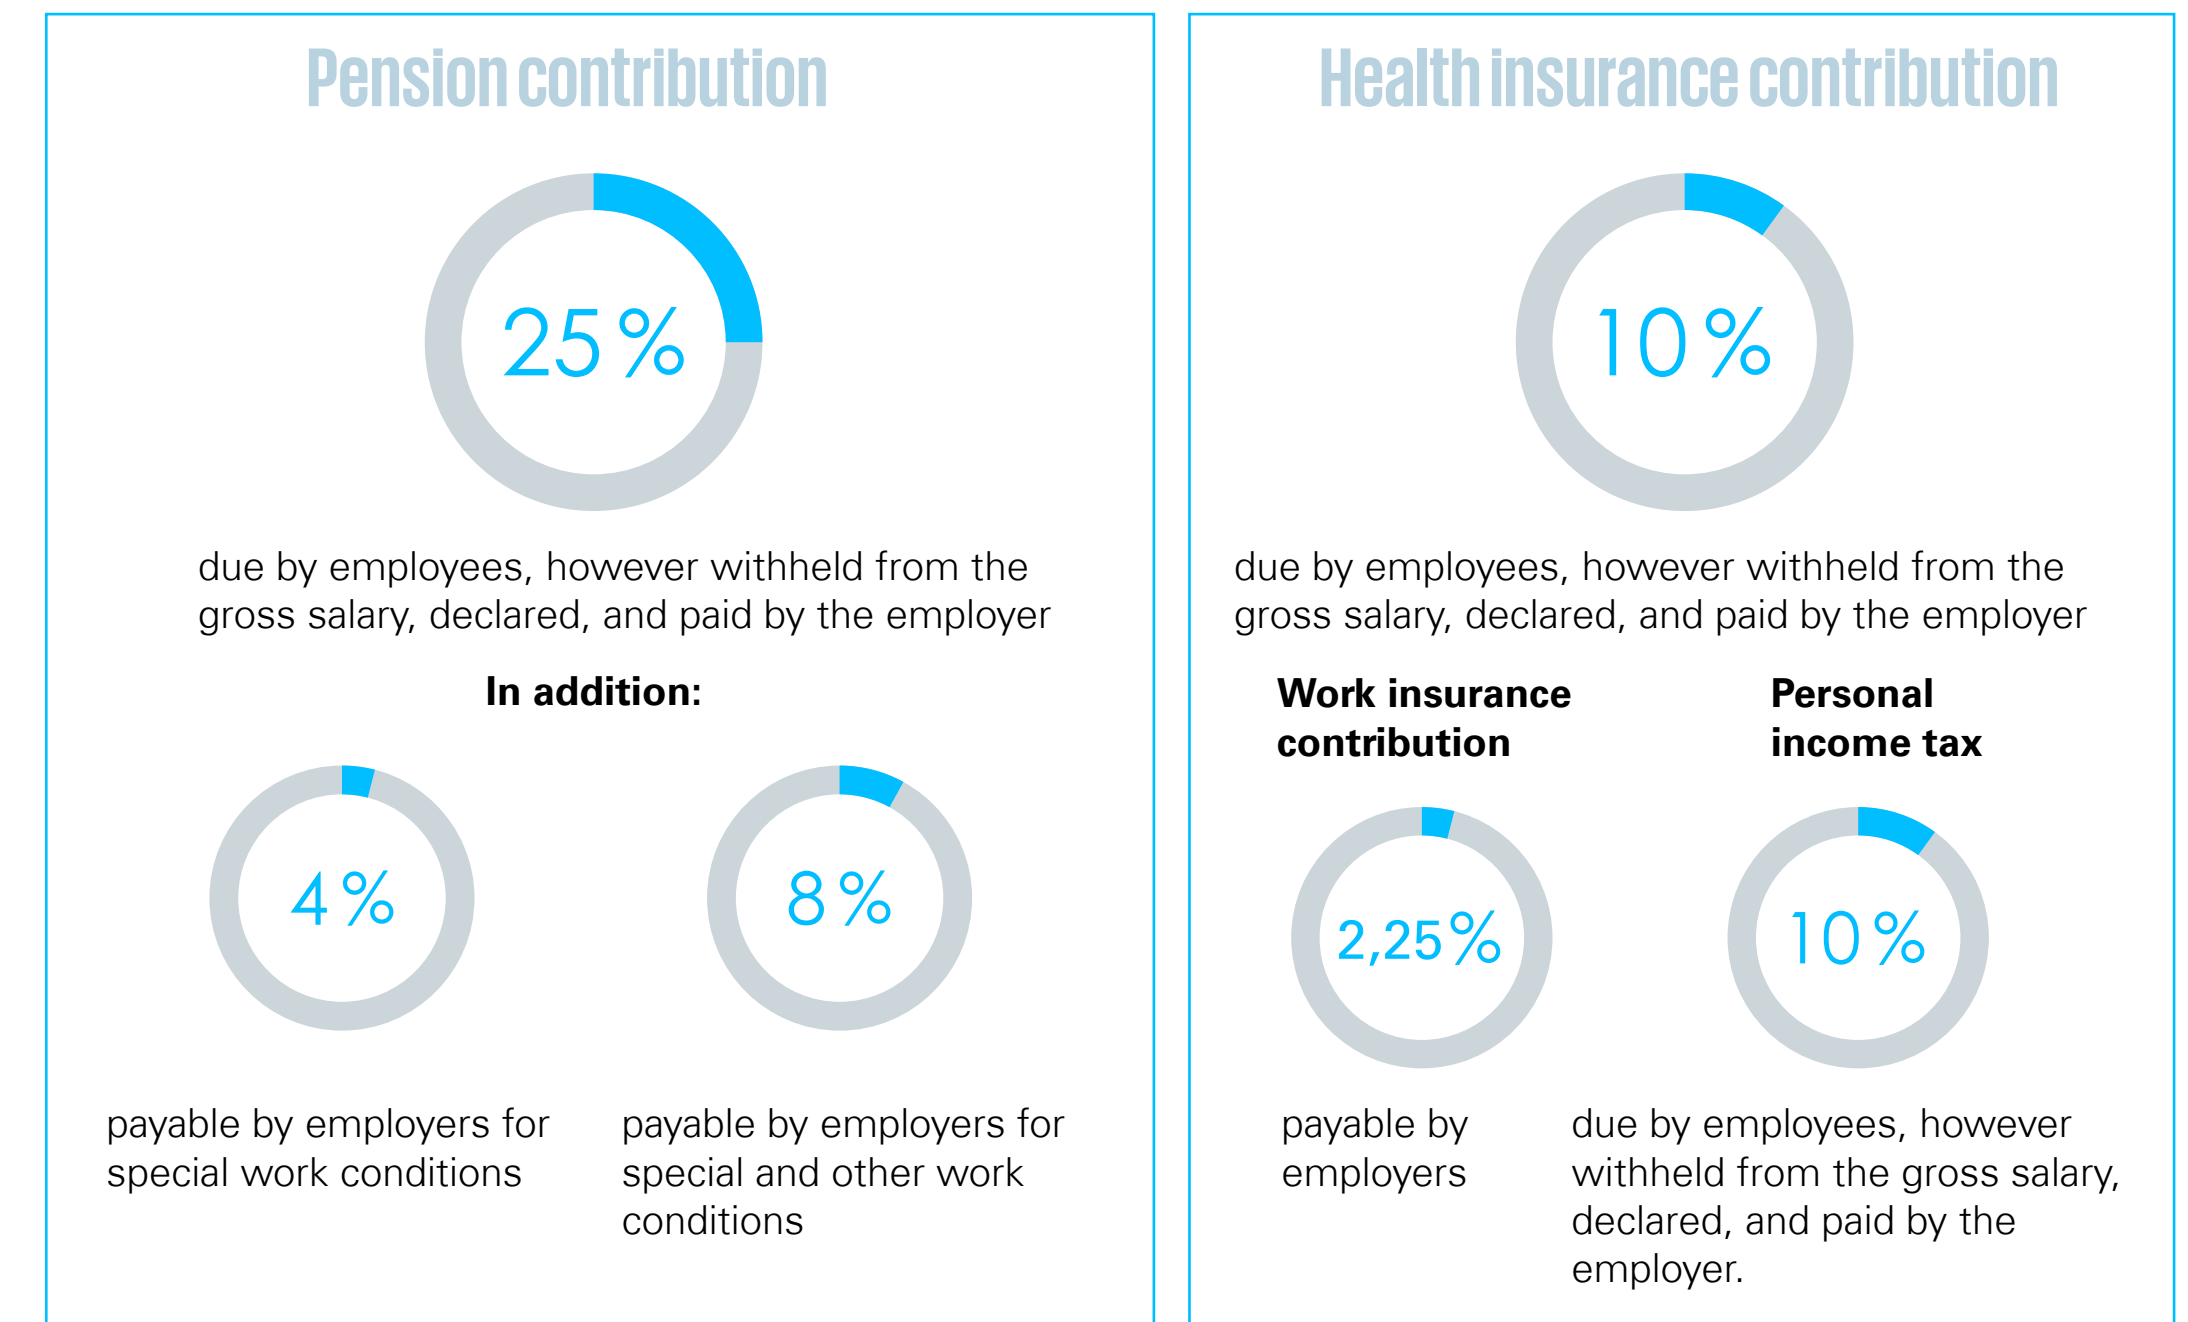 Pension contribution
25 %
due by employees, however withheld from the
gross salary, declared, and paid by the employer
In addition:
4 %
payable by employers for
special work conditions
8 %
payable by employers for
special and other work
conditions
Health insurance contribution
10 %
due by employees, however withheld from the
gross salary, declared, and paid by the employer
Work insurance
contribution
2,25 %
payable by
employers
Personal
income tax
10 %
due by employees, however
withheld from the gross salary,
declared, and paid by the
employer.